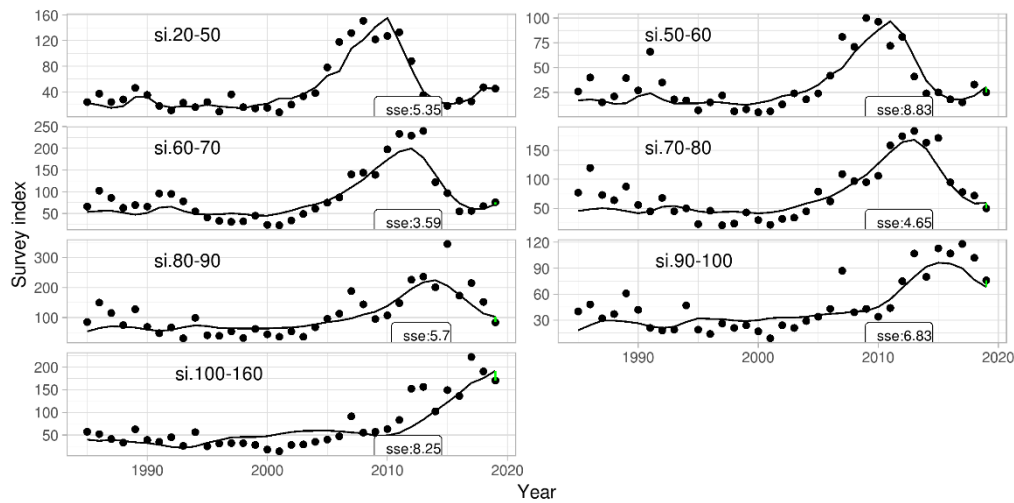 160
120
80
40
si.20-50
sse:5.35
100
75
50
25
si.50-60
sse:8.83
250
200
150
100
50
si.60-70
sse:3.59
150
100
50
si.70-80
sse:4.65
300
200
100
si.80-90
sse:5.7
120
90
60
30
si.90-100
sse:6.83
1990
2000
2010
2020
200
150
100
50
si.100-160
sse:8.25
1990
2000
2010
2020
Survey index
Year